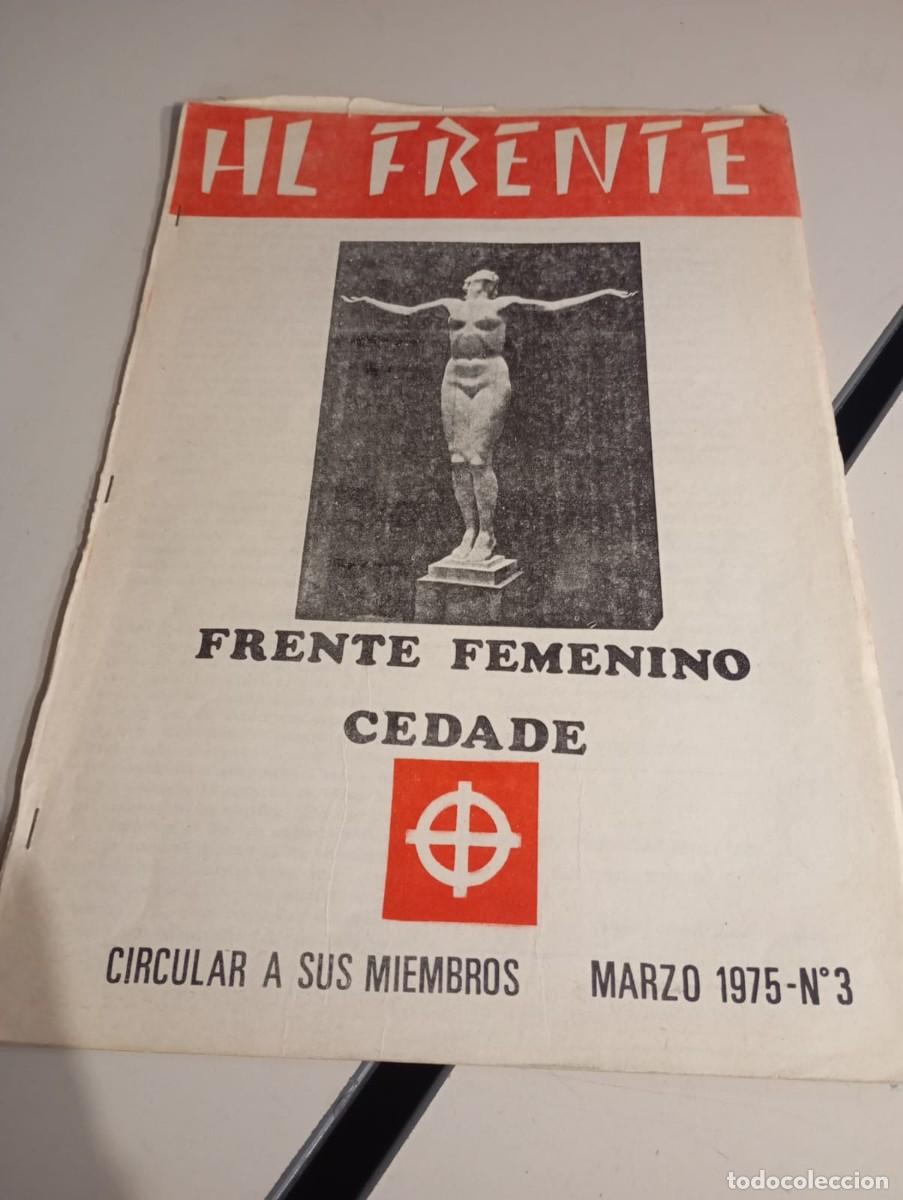 AL FRENTE
FRENTE FEMENINO
CEDADE
CIRCULAR A SUS MIEMBROS MARZO 1975-N°3
todocoleccion